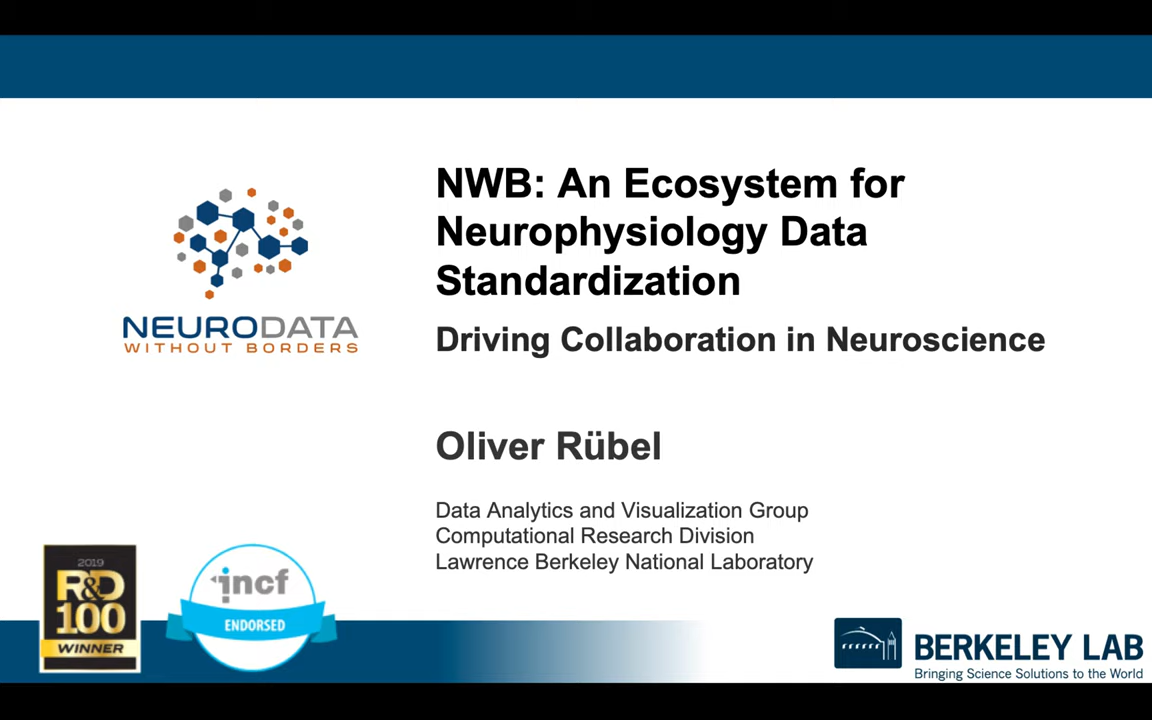 NWB: An Ecosystem for
Neurophysiology Data
Standardization
Driving Collaboration in Neuroscience
NEURODATA
WITHOUT BORDERS
Oliver Rübel
Data Analytics and Visualization Group
Computational Research Division
Lawrence Berkeley National Laboratory
2019
R&D
100
WINNER
incf
ENDORSED
BERKELEY LAB
Bringing Science Solutions to the World